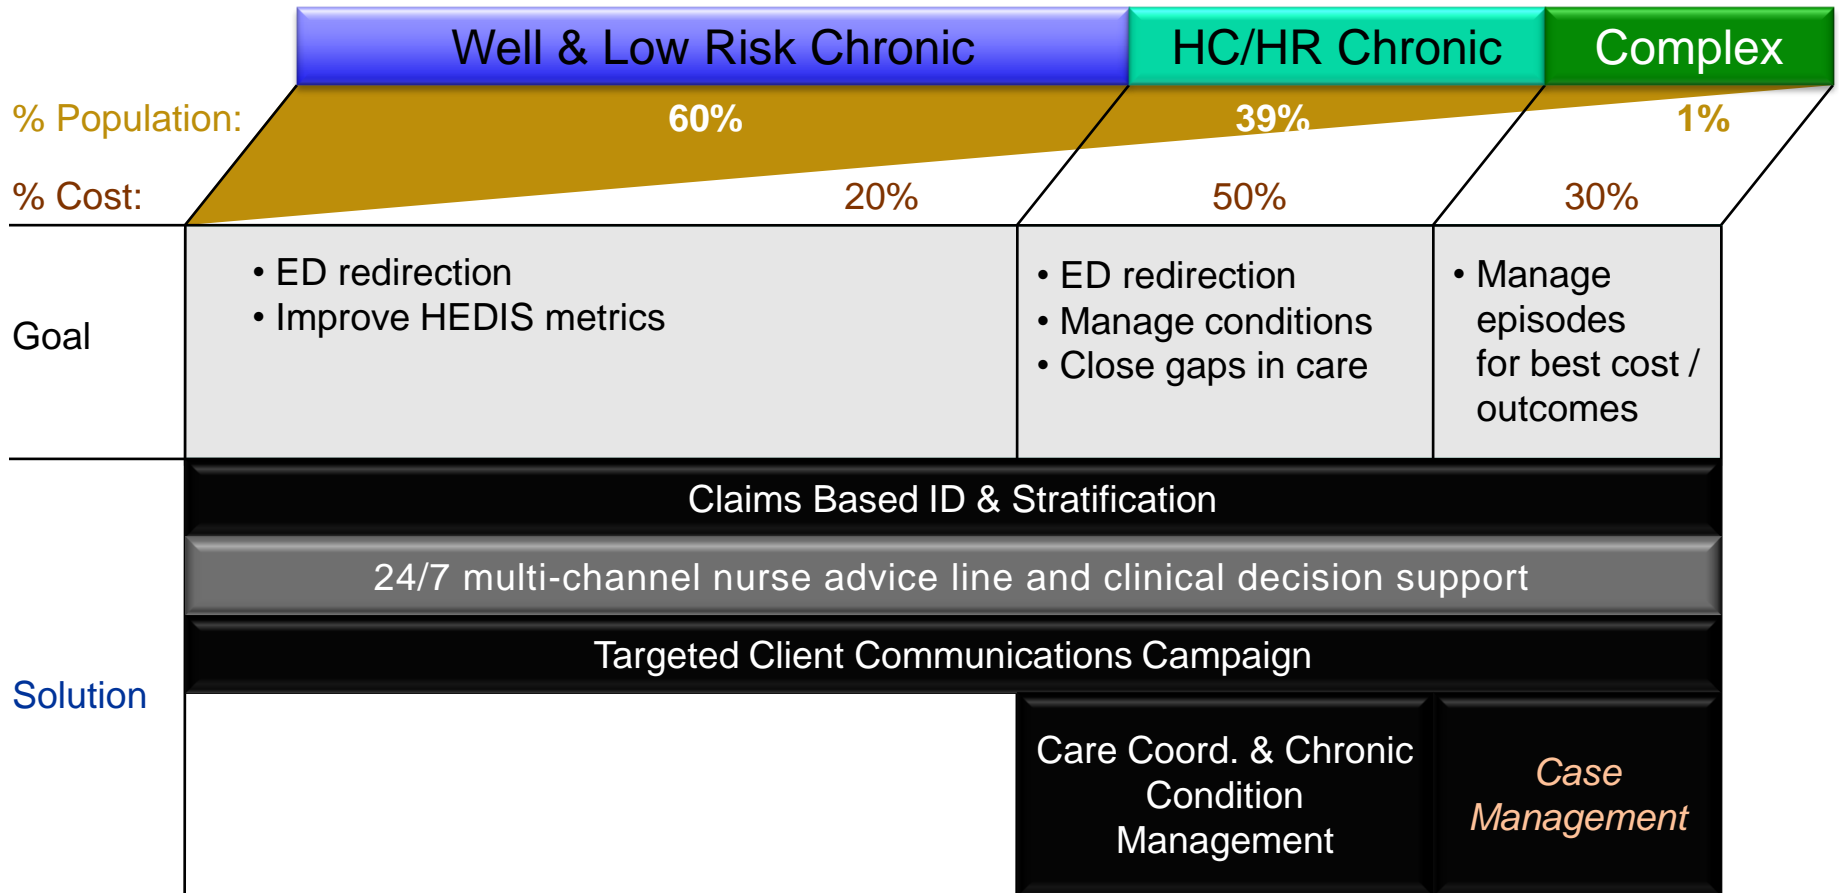 Well & Low Risk Chronic
HC/HR Chronic
Complex
% Population:
60%
39%
1%
% Cost:
20%
50%
30%
Goal
• ED redirection
• Improve HEDIS metrics
• ED redirection
• Manage conditions
• Close gaps in care
• Manage
episodes
for best cost /
outcomes
Solution
Claims Based ID & Stratification
24/7 multi-channel nurse advice line and clinical decision support
Targeted Client Communications Campaign
Care Coord. & Chronic
Condition
Management
Case
Management